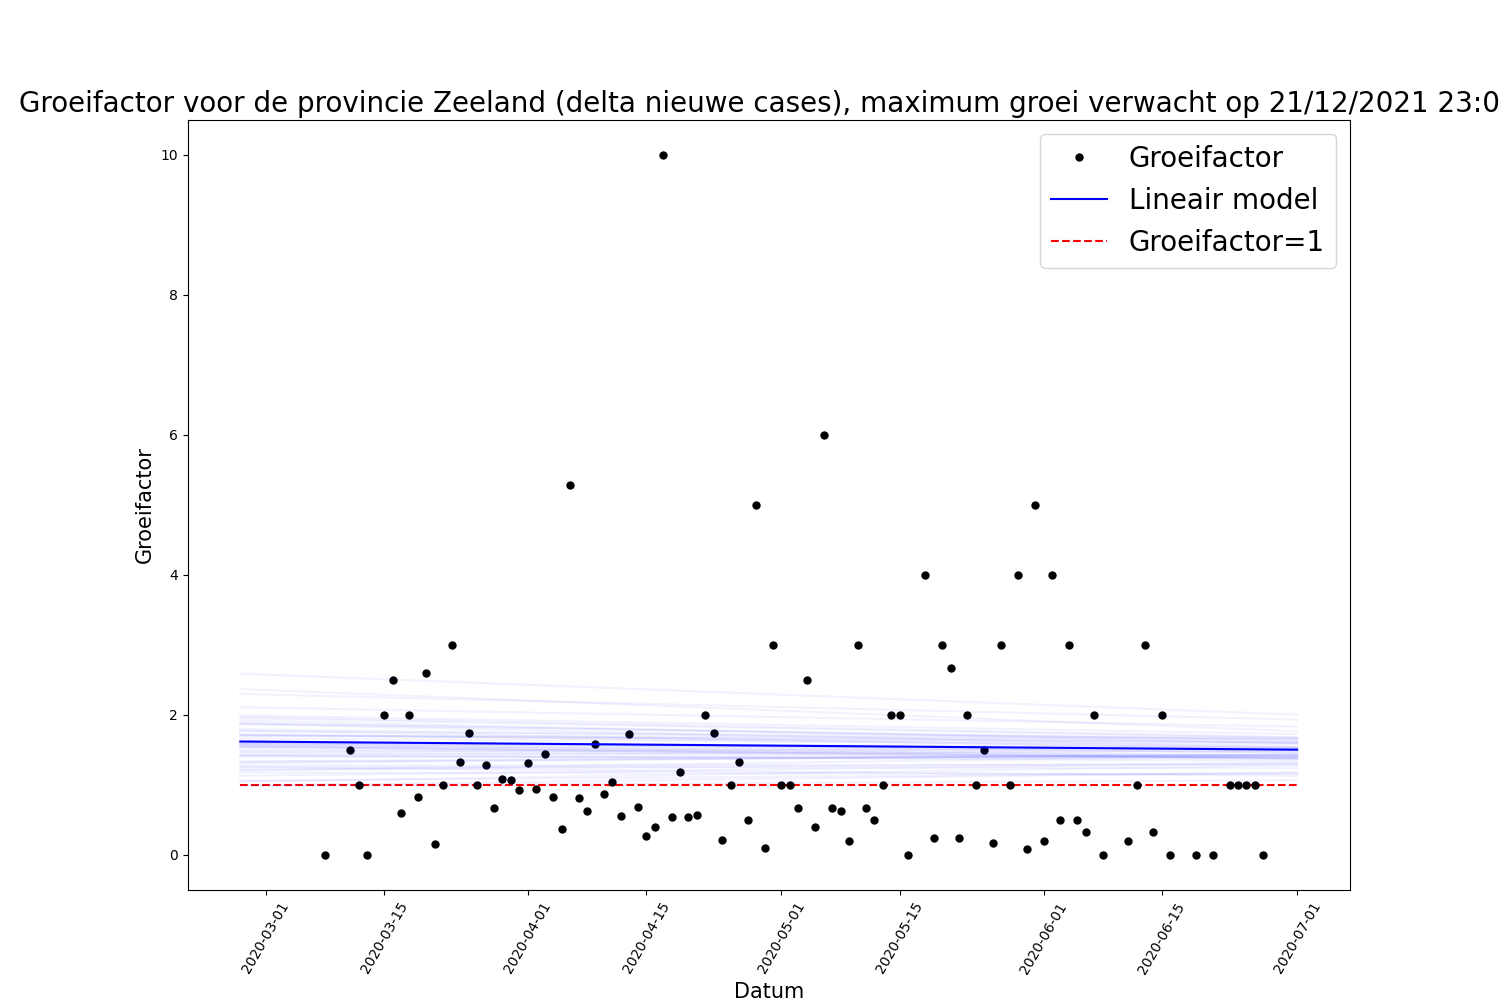 Groeifactor voor de provincie Zeeland (delta nieuwe cases), maximum groei verwacht op 21/12/2021 23:0
Groeifactor
Lineair model
Groeifactor=1
10
8
6
4
2
0
Groeifactor
2020-03-01
2020-03-15
2020-04-01
2020-04-15
2020-05-01
2020-05-15
2020-06-01
2020-06-15
2020-07-01
Datum